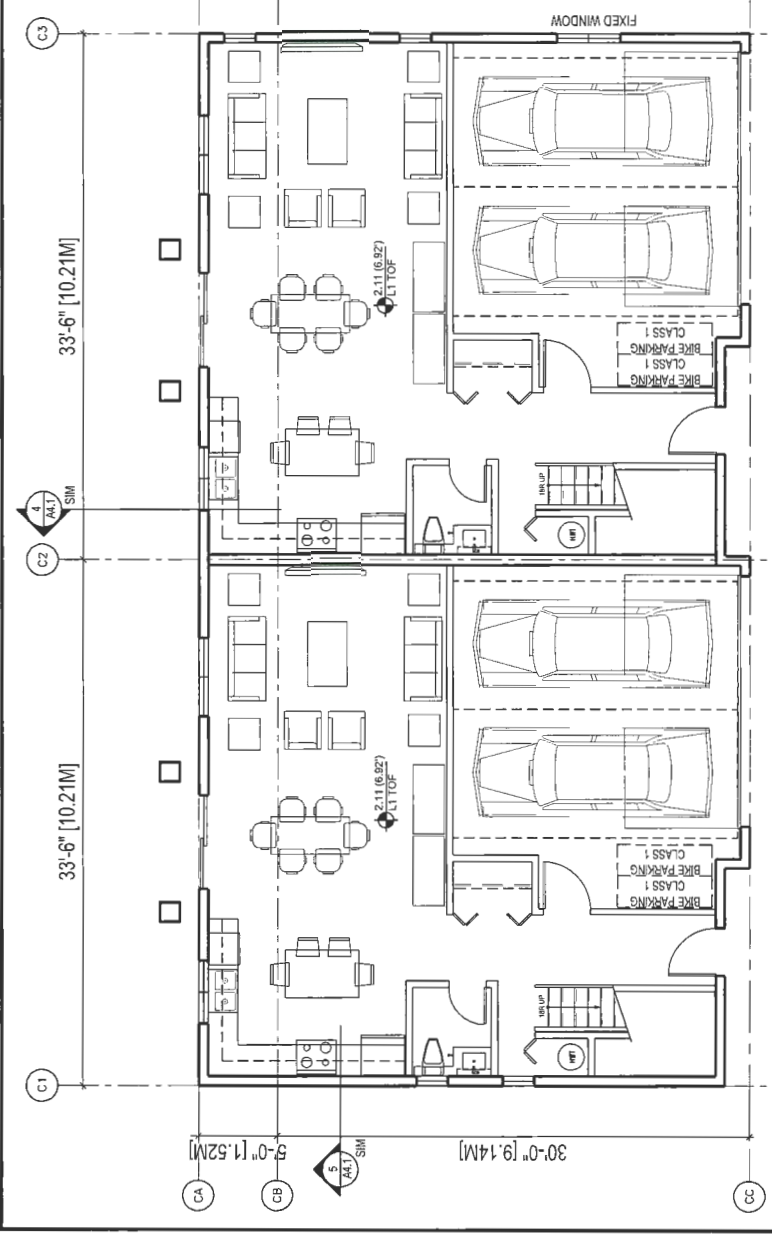 C3
FIXED WINDOW
33'-6" [10.21M]
2.11 (6.92')
L1 TOF
BIKE PARKING
CLASS 1
BIKE PARKING
CLASS 1
4
A4.1
SIM
18R UP
HWT
C2
33'-6" [10.21M]
2.11 (6.92')
L1 TOF
BIKE PARKING
CLASS 1
BIKE PARKING
CLASS 1
18R UP
HWT
C1
5'-0" [1.52M]
30'-0" [9.14M]
5
A4.1
SIM
CA
CB
CC